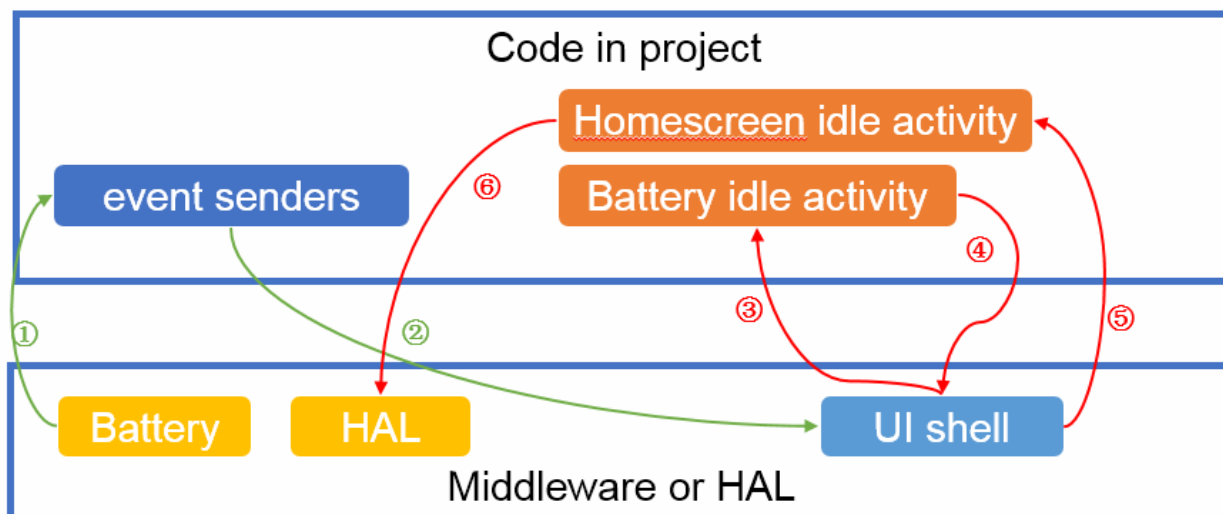 Code in project
Homescreen idle activity
⑥
event senders
Battery idle activity
④
③
⑤
①
②
Battery
HAL
UI shell
Middleware or HAL